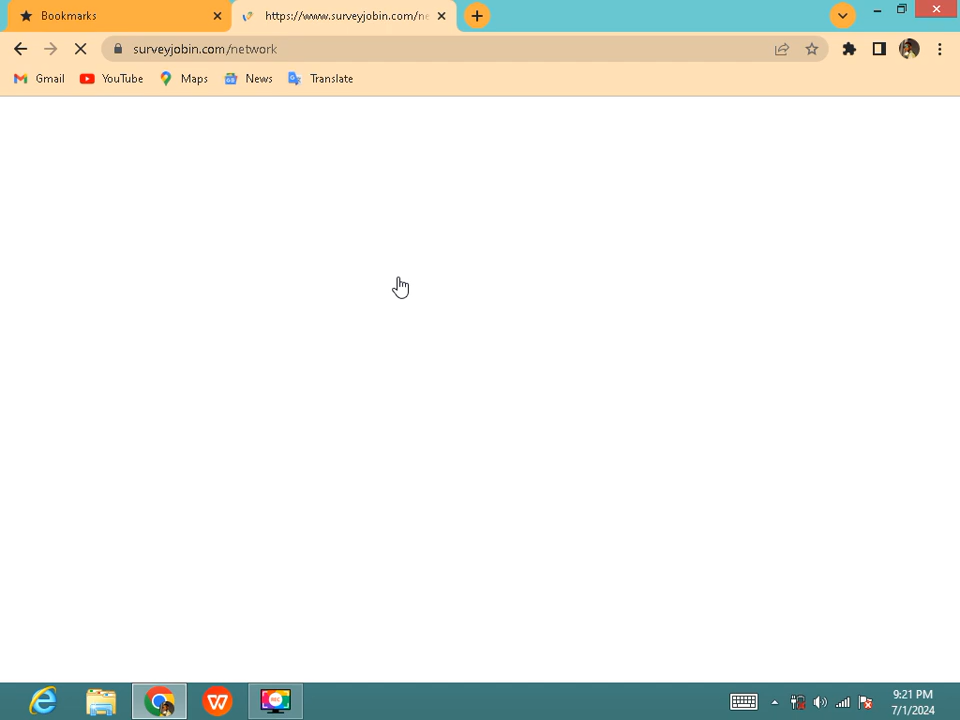 Bookmarks
https://www.surveyjobin.com/ne
surveyjobin.com/network
Gmail
YouTube
Maps
News
Translate
REC
9:21 PM
7/1/2024